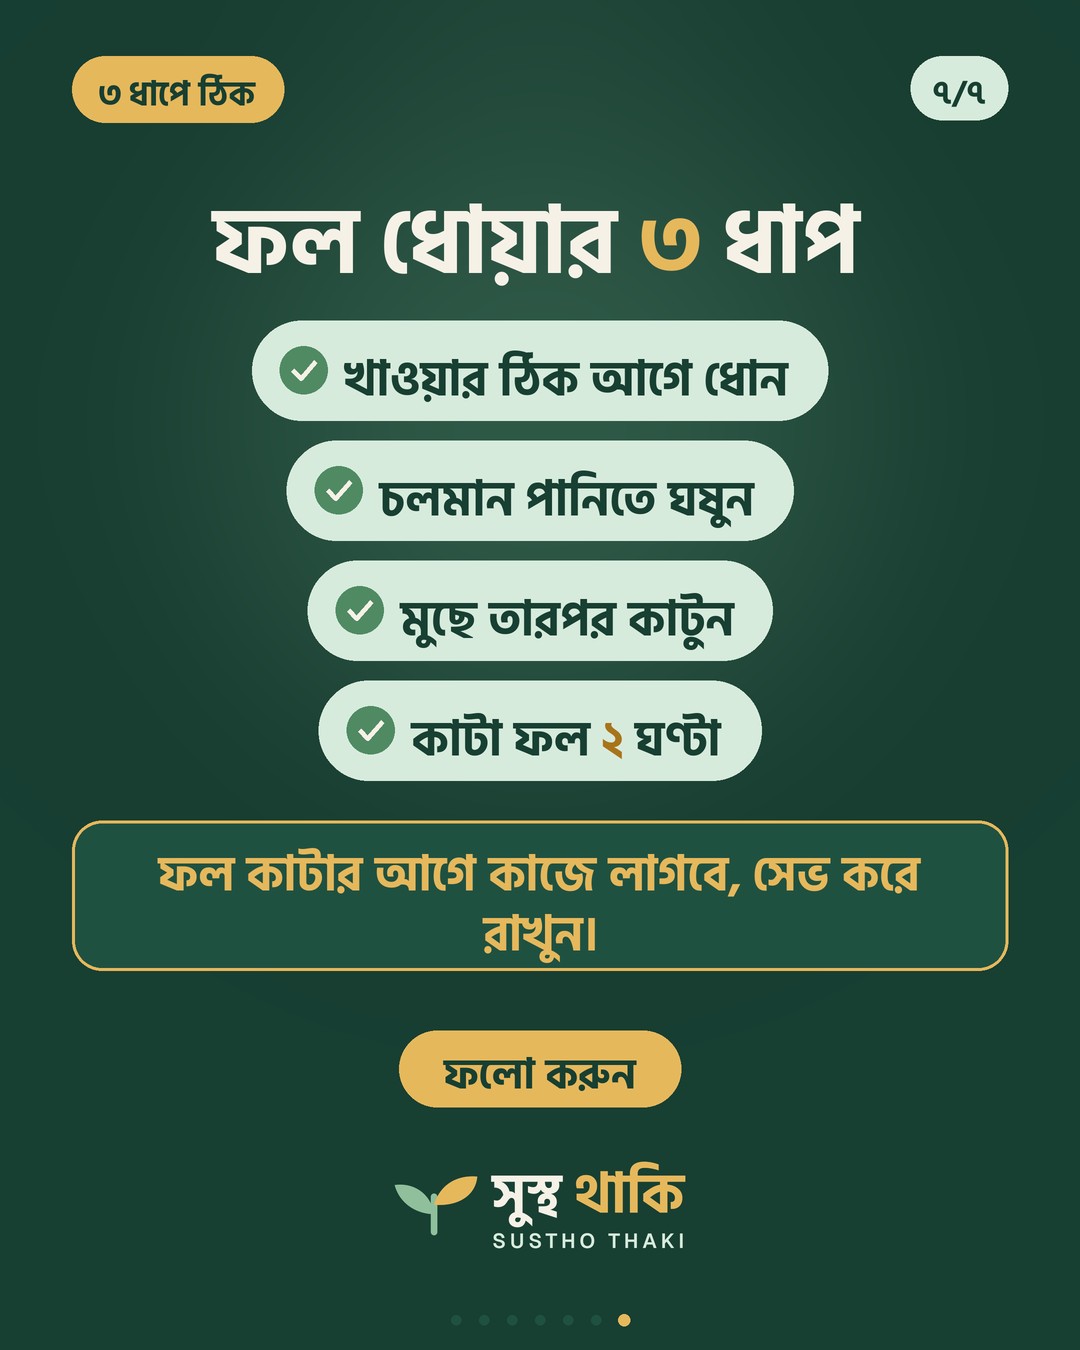 ৩ ধাপে ঠিক
৭/৭
ফল ধোয়ার ৩ ধাপ
খাওয়ার ঠিক আগে ধোন
চলমান পানিতে ঘষুন
মুছে তারপর কাটুন
কাটা ফল ২ ঘণ্টা
ফল কাটার আগে কাজে লাগবে, সেভ করে
রাখুন।
ফলো করুন
সুস্থ থাকি
SUSTHO THAKI